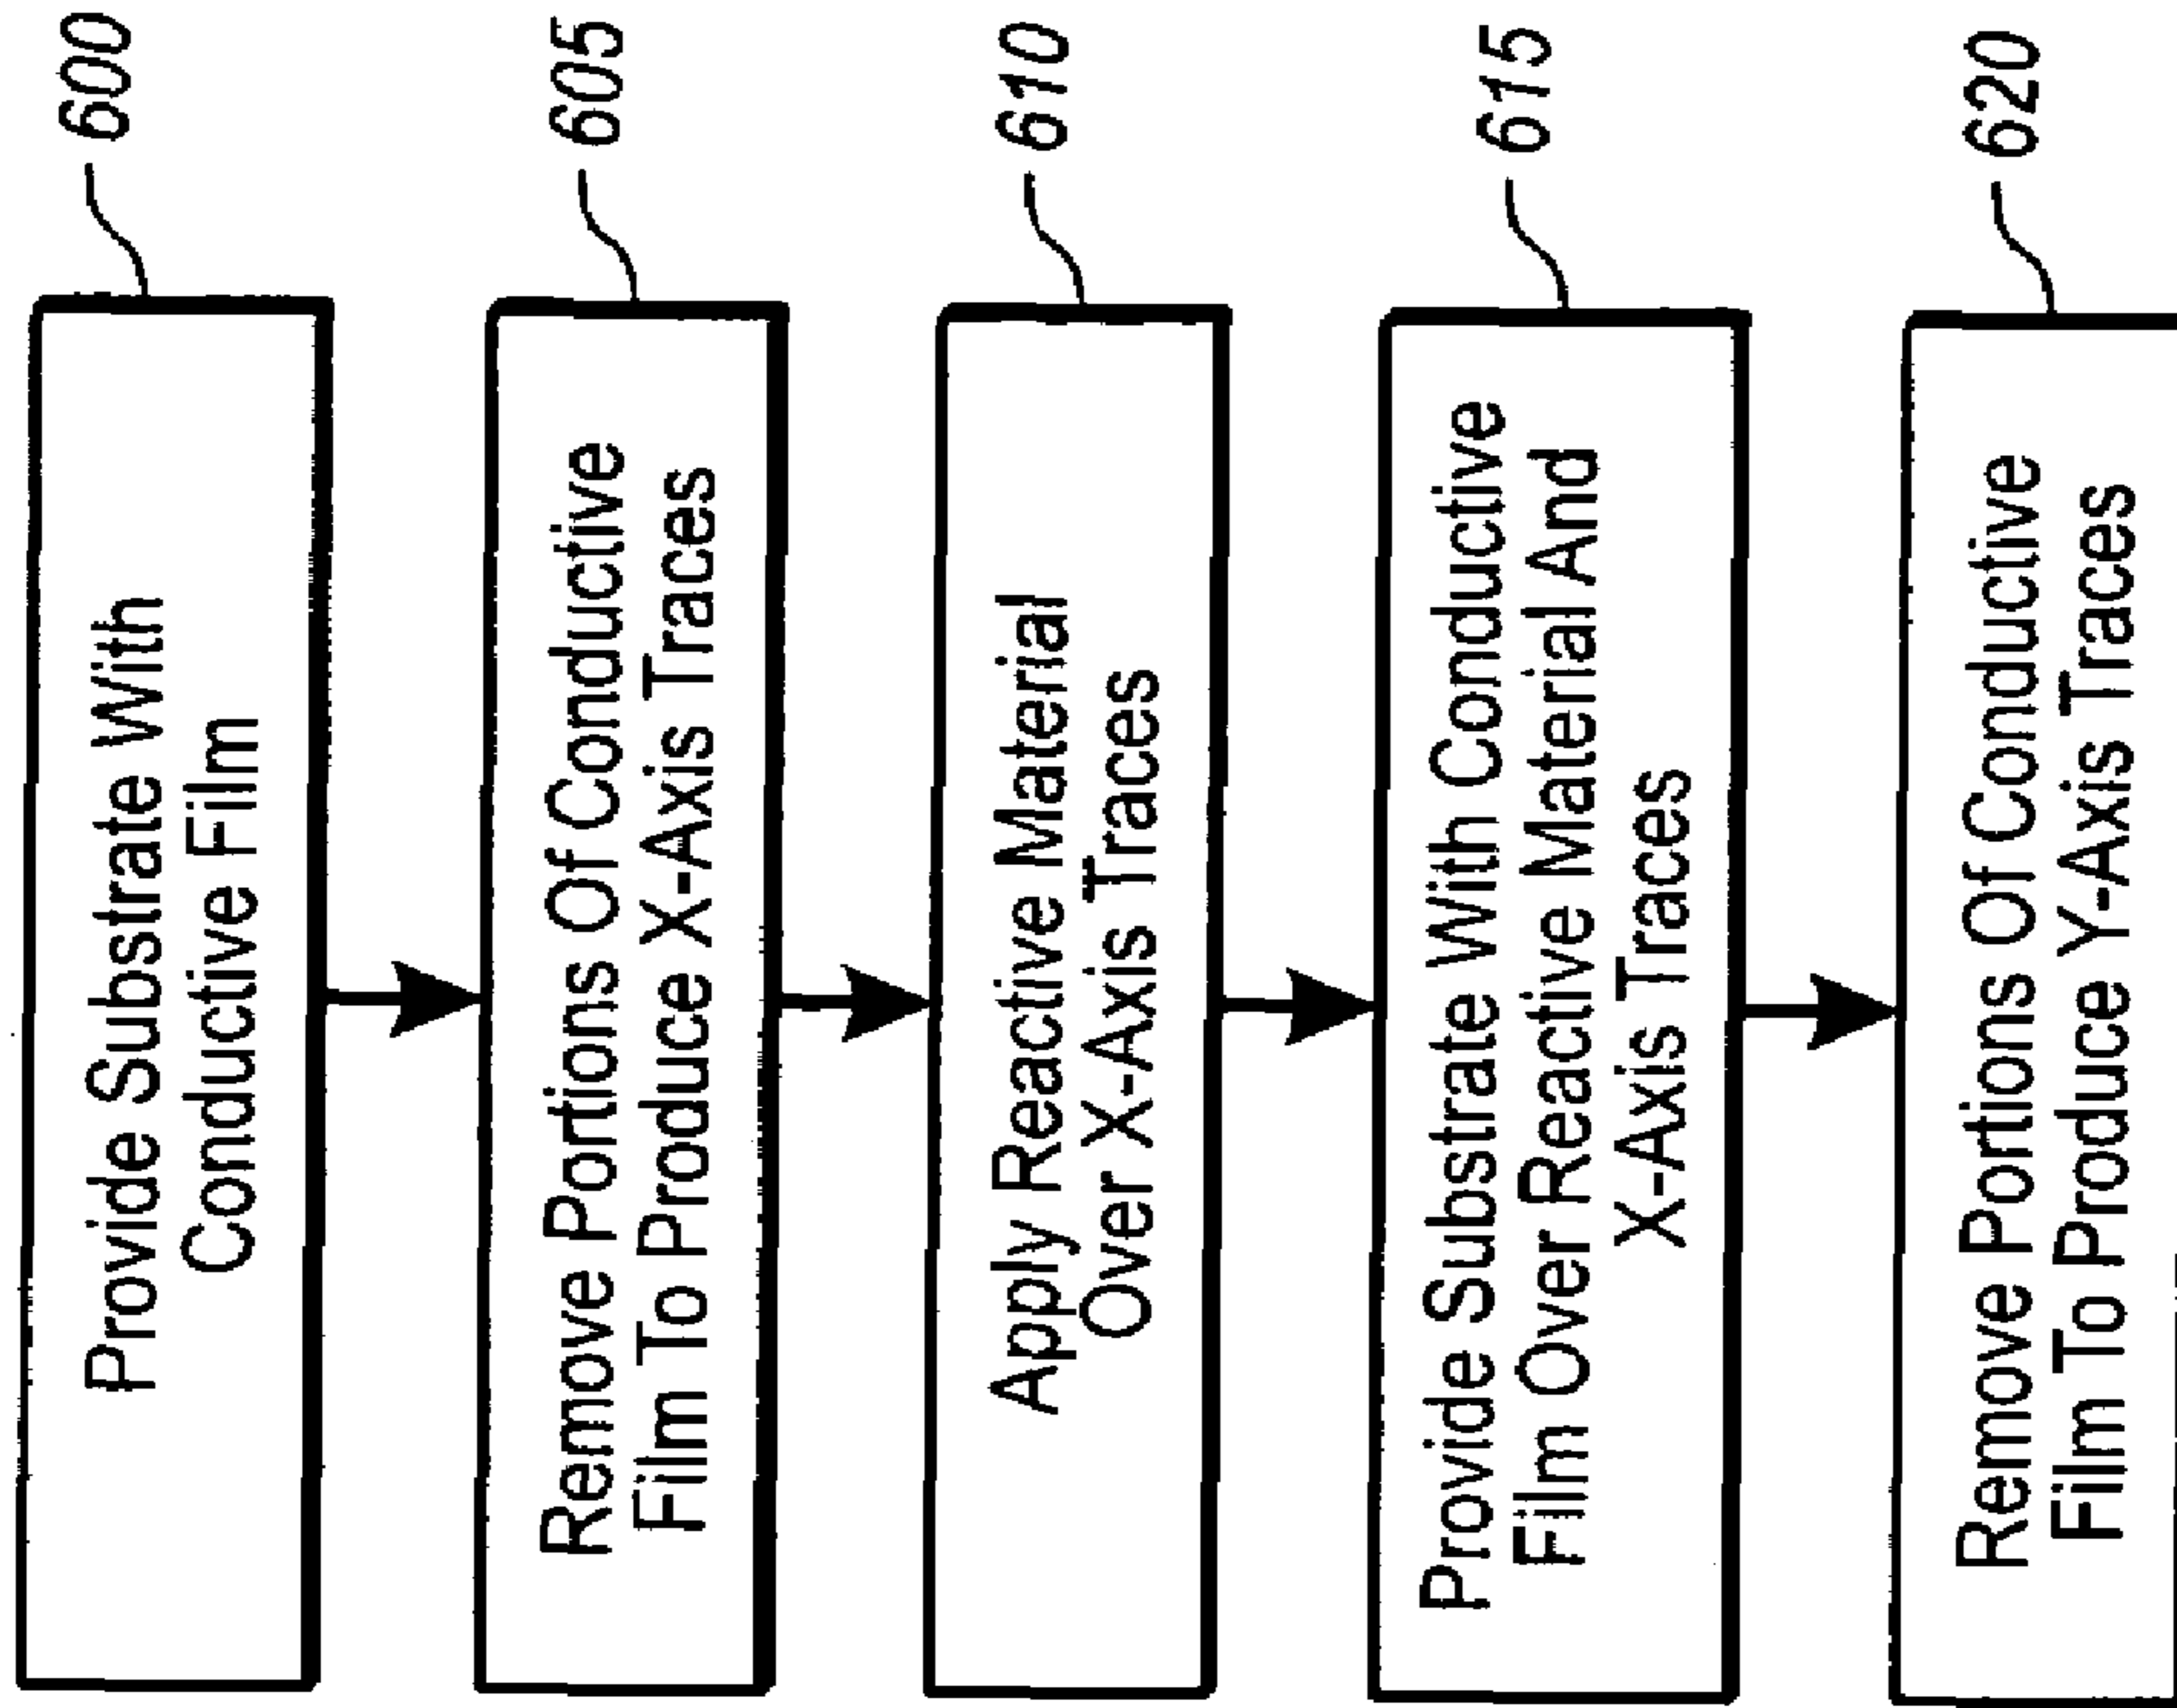 Provide Substrate With
Conductive Film
600
Remove Portions Of Conductive
Film To Produce X-Axis Traces
605
Apply Reactive Material
Over X-Axis Traces
610
Provide Substrate With Conductive
Film Over Reactive Material And
X-Axis Traces
615
Remove Portions Of Conductive
Film To Produce Y-Axis Traces
620